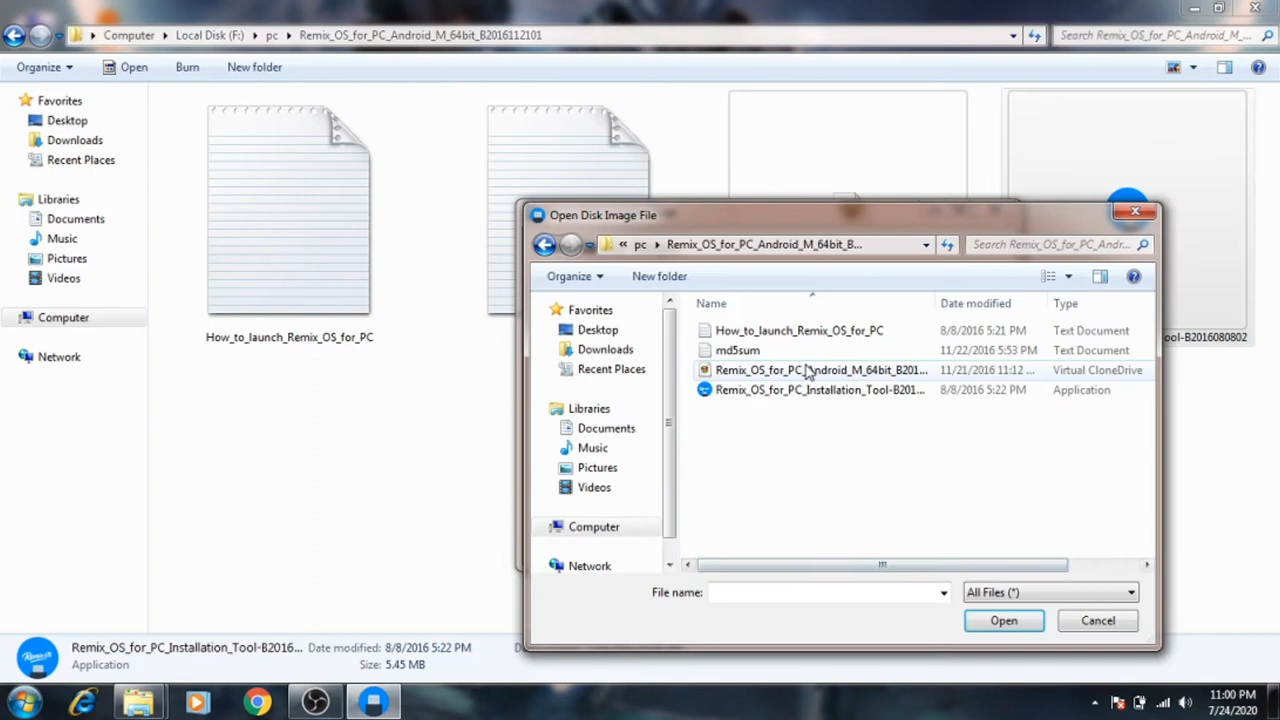 Computer Local Disk (F:) pc Remix_OS_for_PC_Android_M_64bit_B2016112101
Search Remix_OS_for_PC_Android_M_...
Organize Open Burn New folder
Favorites
Desktop
Downloads
Recent Places
Libraries
Documents
Music
Pictures
Videos
Computer
Network
How_to_launch_Remix_OS_for_PC
ool-B2016080802
Open Disk Image File
« pc Remix_OS_for_PC_Android_M_64bit_B...
Search Remix_OS_for_PC_Andr...
Organize New folder
Favorites
Desktop
Downloads
Recent Places
Libraries
Documents
Music
Pictures
Videos
Computer
Network
Name Date modified Type
How_to_launch_Remix_OS_for_PC 8/8/2016 5:21 PM Text Document
md5sum 11/22/2016 5:53 PM Text Document
Remix_OS_for_PC_Android_M_64bit_B201... 11/21/2016 11:12 ... Virtual CloneDrive
Remix_OS_for_PC_Installation_Tool-B201... 8/8/2016 5:22 PM Application
File name: All Files (*)
Open Cancel
Remix_OS_for_PC_Installation_Tool-B2016... Date modified: 8/8/2016 5:22 PM
Application Size: 5.45 MB
Remix
11:00 PM
7/24/2020